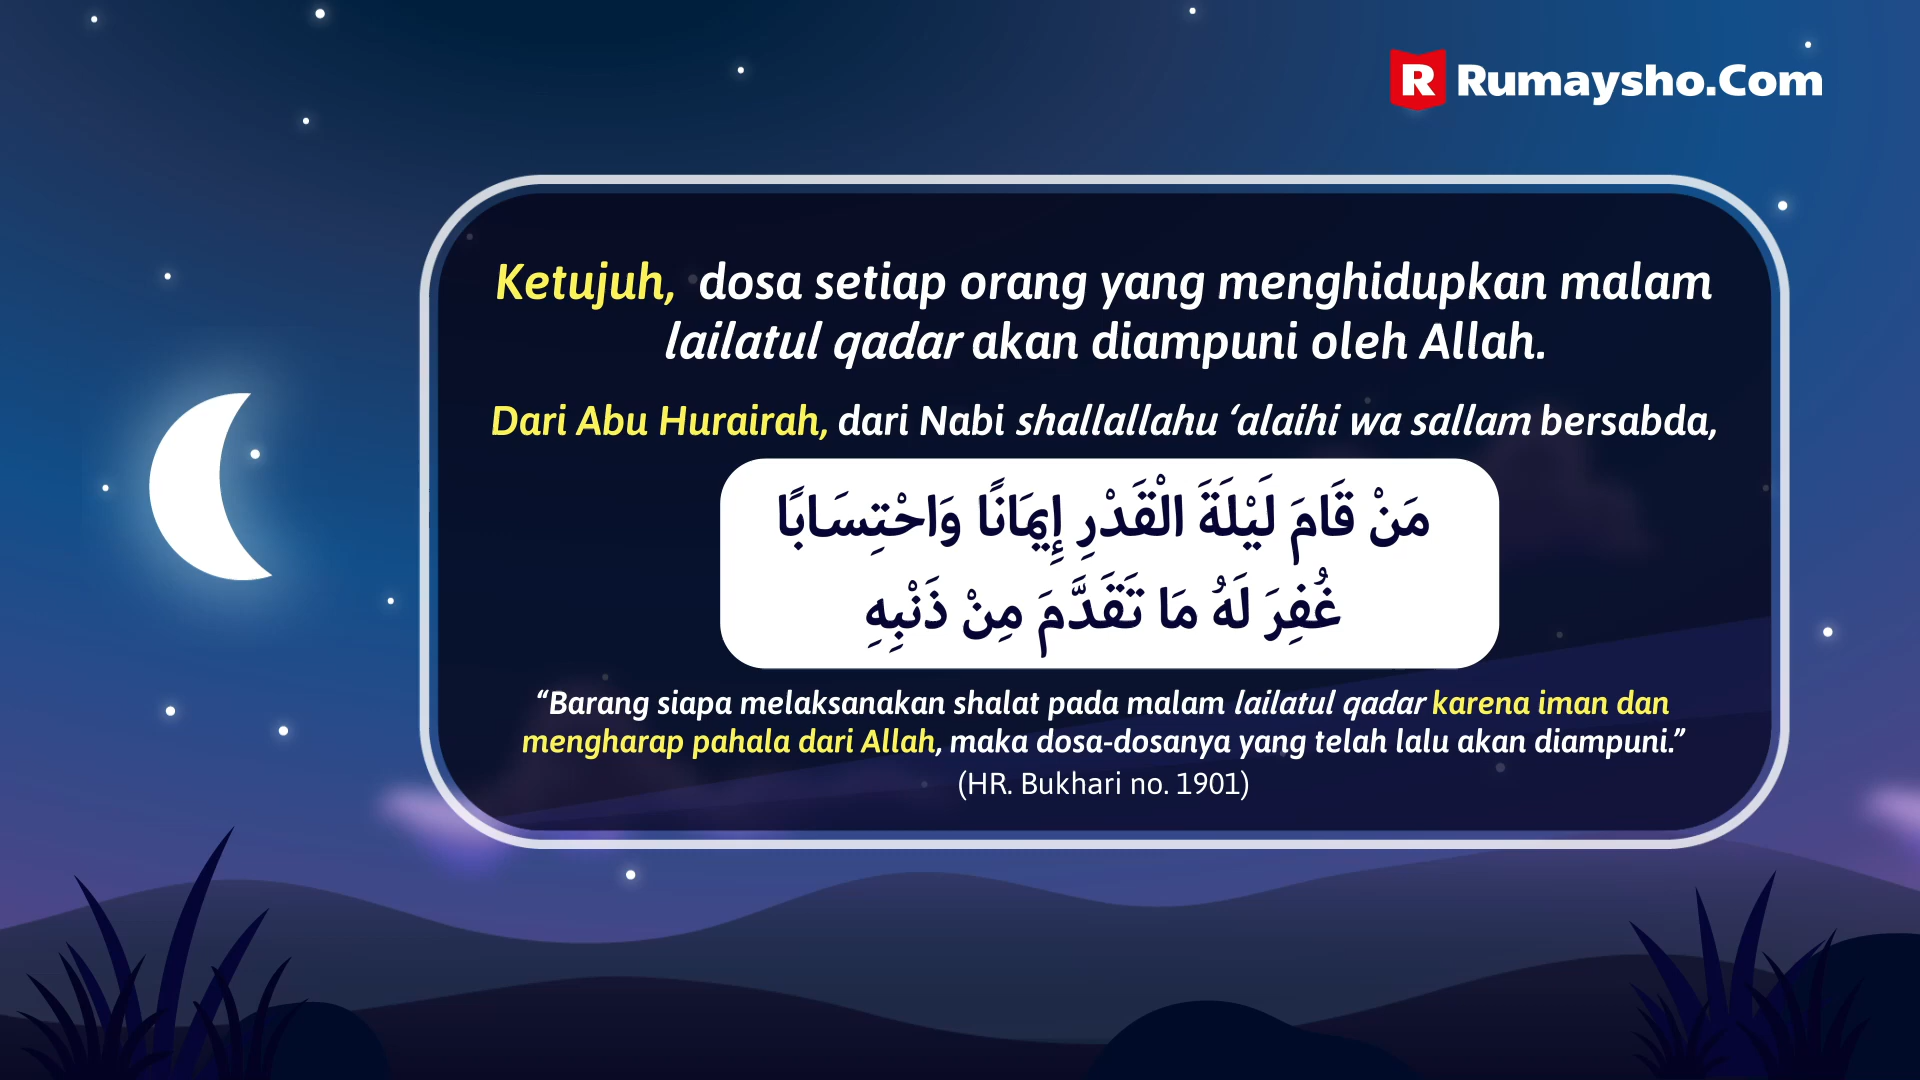 R Rumaysho.Com
Ketujuh, dosa setiap orang yang menghidupkan malam
lailatul qadar akan diampuni oleh Allah.
Dari Abu Hurairah, dari Nabi shallallahu ‘alaihi wa sallam bersabda,
مَنْ قَامَ لَيْلَةَ الْقَدْرِ إِيمَانًا وَاحْتِسَابًا
غُفِرَ لَهُ مَا تَقَدَّمَ مِنْ ذَنْبِهِ
“Barang siapa melaksanakan shalat pada malam lailatul qadar karena iman dan
mengharap pahala dari Allah, maka dosa-dosanya yang telah lalu akan diampuni.”
(HR. Bukhari no. 1901)